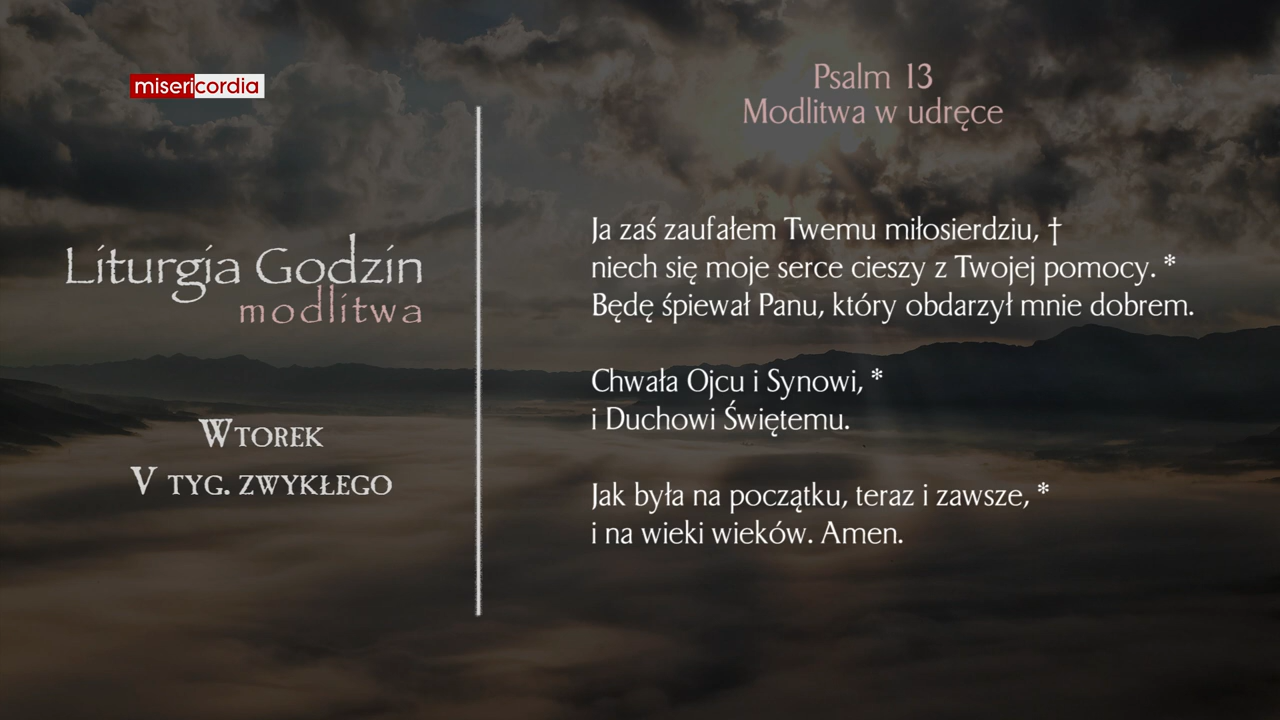 misericordia
Liturgia Godzin
modlitwa
Wtorek
V tyg. zwykłego
Psalm 13
Modlitwa w udręce
Ja zaś zaufałem Twemu miłosierdziu, †
niech się moje serce cieszy z Twojej pomocy. *
Będę śpiewał Panu, który obdarzył mnie dobrem.
Chwała Ojcu i Synowi, *
i Duchowi Świętemu.
Jak była na początku, teraz i zawsze, *
i na wieki wieków. Amen.